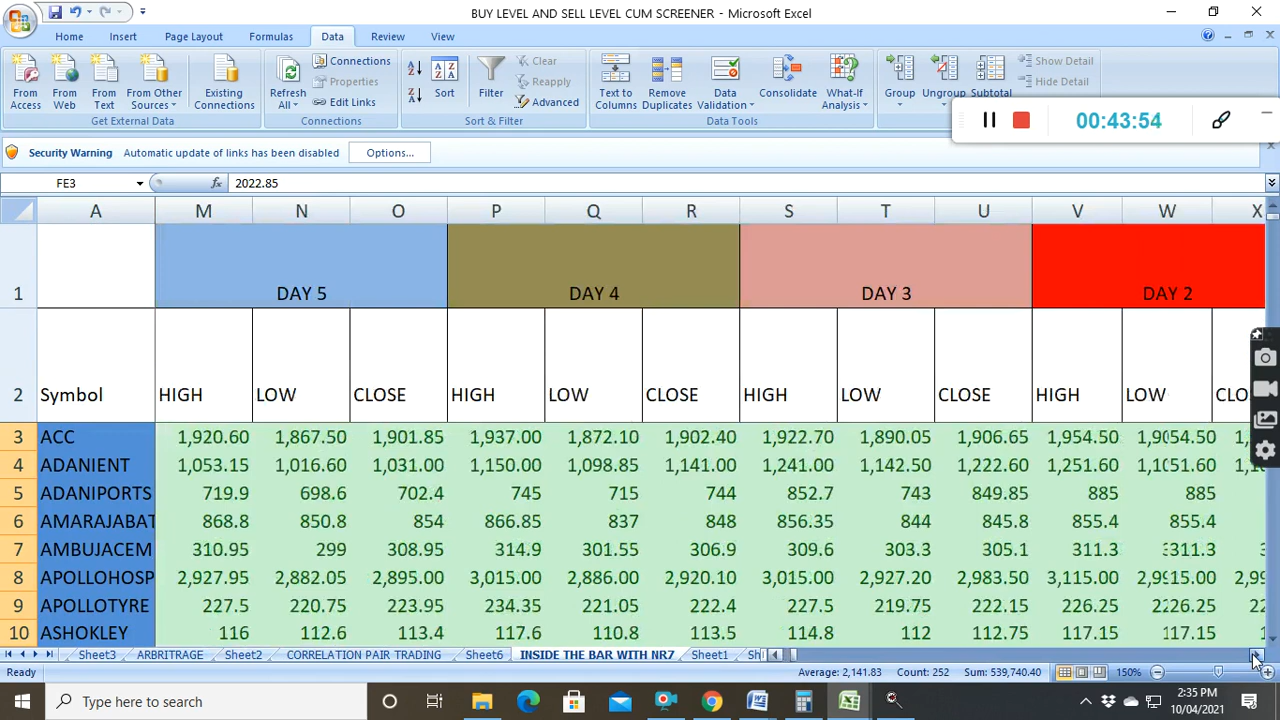 BUY LEVEL AND SELL LEVEL CUM SCREENER - Microsoft Excel
Home Insert Page Layout Formulas Data Review View
From Access
From Web
From Text
From Other Sources
Existing Connections
Get External Data
Refresh All
Connections
Properties
Edit Links
Connections
Sort
Filter
Clear
Reapply
Advanced
Sort & Filter
Text to Columns
Remove Duplicates
Data Validation
Consolidate
What-If Analysis
Data Tools
Group
Ungroup
Subtotal
Show Detail
Hide Detail
00:43:54
Security Warning Automatic update of links has been disabled Options...
FE3 fx 2022.85
A M N O P Q R S T U V W X
1 DAY 5 DAY 4 DAY 3 DAY 2
2 Symbol HIGH LOW CLOSE HIGH LOW CLOSE HIGH LOW CLOSE HIGH LOW CLO
3 ACC 1,920.60 1,867.50 1,901.85 1,937.00 1,872.10 1,902.40 1,922.70 1,890.05 1,906.65 1,954.50
4 ADANIENT 1,053.15 1,016.60 1,031.00 1,150.00 1,098.85 1,141.00 1,241.00 1,142.50 1,222.60 1,251.60
5 ADANIPORTS 719.9 698.6 702.4 745 715 744 852.7 743 849.85 885 885
6 AMARAJABAT 868.8 850.8 854 866.85 837 848 856.35 844 845.8 855.4 855.4
7 AMBUJACEM 310.95 299 308.95 314.9 301.55 306.9 309.6 303.3 305.1 311.3
8 APOLLOHOSP 2,927.95 2,882.05 2,895.00 3,015.00 2,886.00 2,920.10 3,015.00 2,927.20 2,983.50 3,115.00
9 APOLLOTYRE 227.5 220.75 223.95 234.35 221.05 222.4 227.5 219.75 222.15 226.25
10 ASHOKLEY 116 112.6 113.4 117.6 110.8 113.5 114.8 112 112.75 117.15
Sheet3 ARBRITRAGE Sheet2 CORRELATION PAIR TRADING Sheet6 INSIDE THE BAR WITH NR7 Sheet1 Sh
Ready Average: 2,141.83 Count: 252 Sum: 539,740.40 150%
Type here to search
2:35 PM
10/04/2021